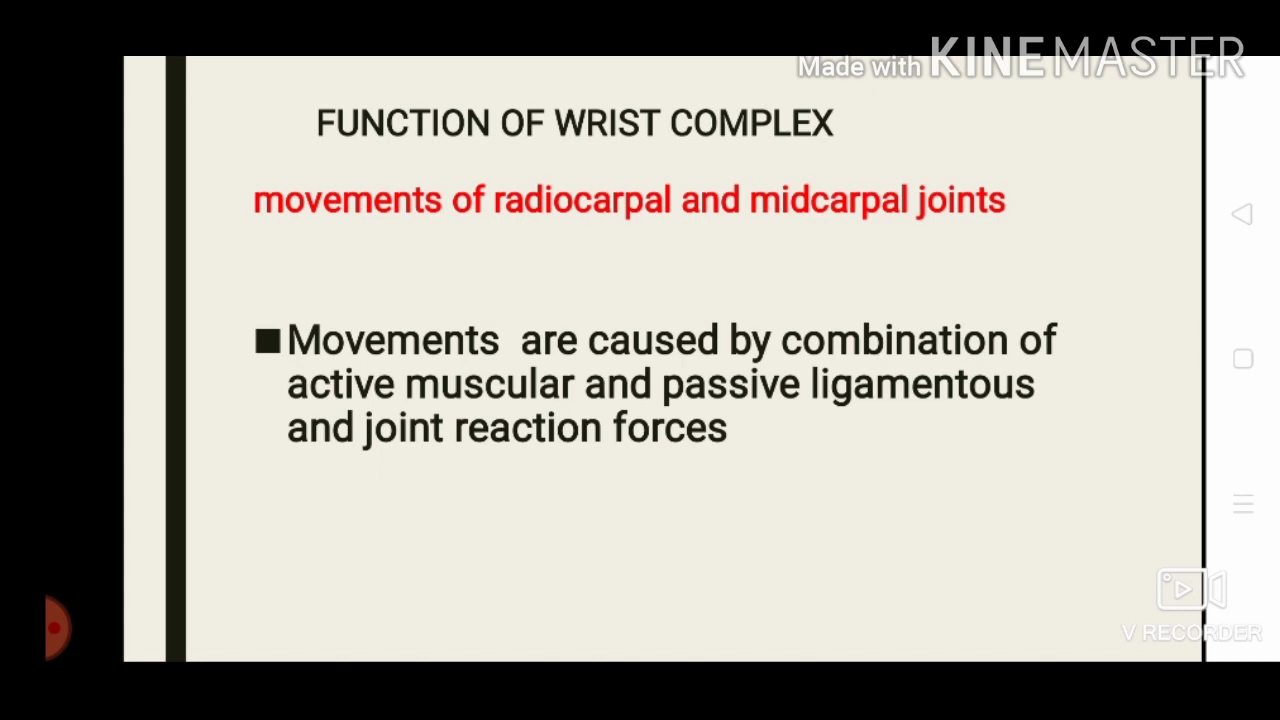 Made with KINEMASTER
FUNCTION OF WRIST COMPLEX
movements of radiocarpal and midcarpal joints
Movements are caused by combination of
active muscular and passive ligamentous
and joint reaction forces
V RECORDER